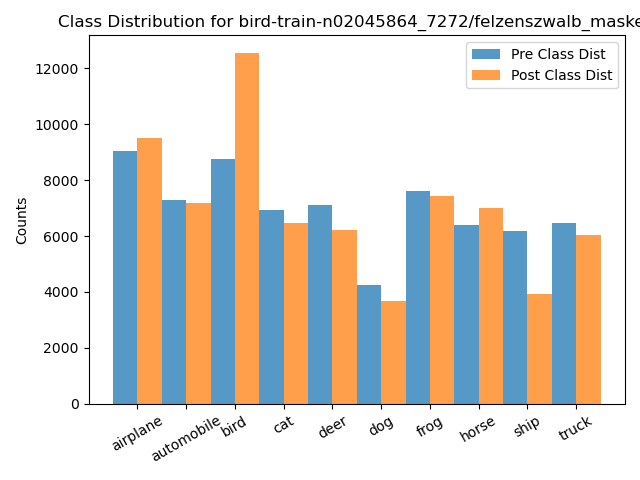 Class Distribution for bird-train-n02045864_7272/felzenszwalb_maske
Pre Class Dist
Post Class Dist
12000
10000
8000
6000
4000
2000
0
Counts
airplane
automobile
bird
cat
deer
dog
frog
horse
ship
truck